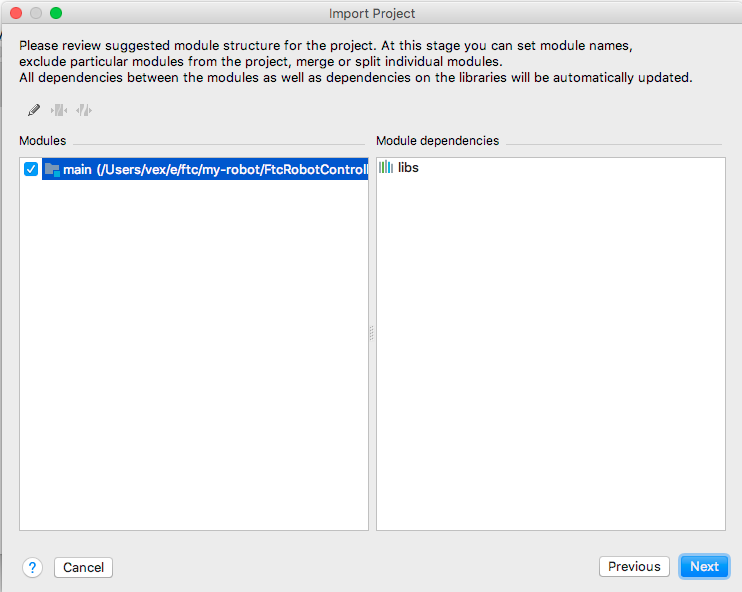 Import Project
Please review suggested module structure for the project. At this stage you can set module names,
exclude particular modules from the project, merge or split individual modules.
All dependencies between the modules as well as dependencies on the libraries will be automatically updated.
Modules
Module dependencies
main (/Users/vex/e/ftc/my-robot/FtcRobotControll
libs
?
Cancel
Previous
Next